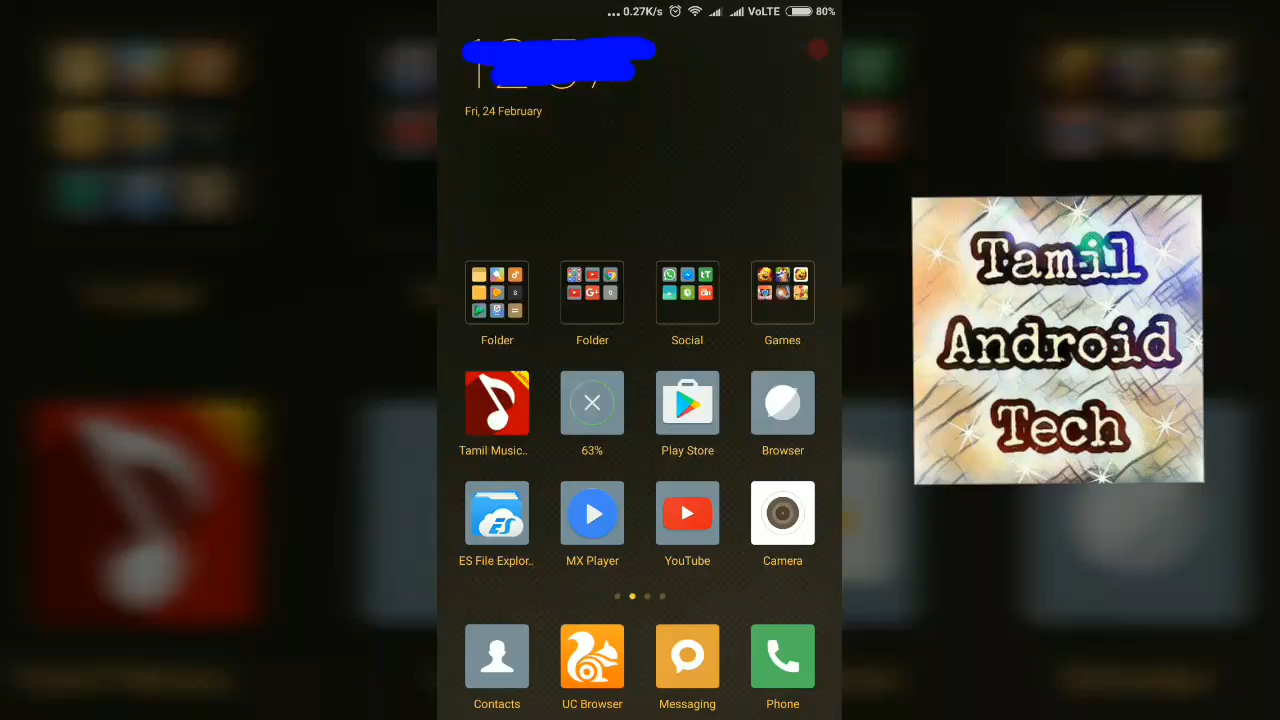 ... 0.27K/s VoLTE 80%
Fri, 24 February
Folder Folder Social Games
Tamil Music.. 63% Play Store Browser
ES File Explor.. MX Player YouTube Camera
Contacts UC Browser Messaging Phone
Tamil
Android
Tech